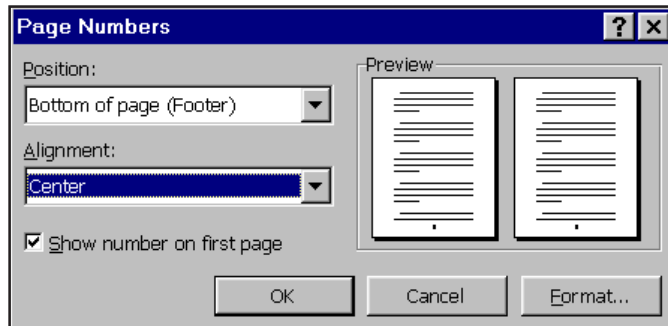 Page Numbers
Position:
Bottom of page (Footer)
Alignment:
Center
Show number on first page
Preview
OK
Cancel
Format...